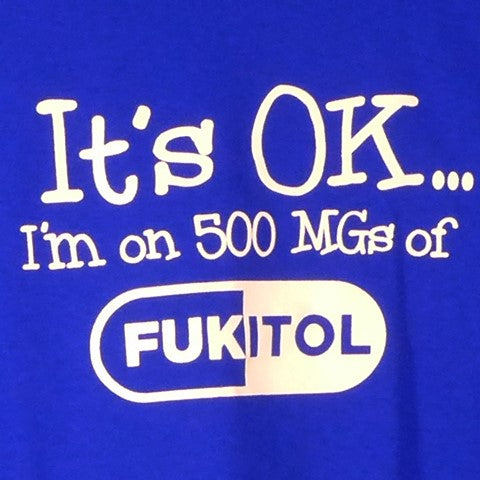 It's OK...
I'm on 500 MGs of
FUKITOL